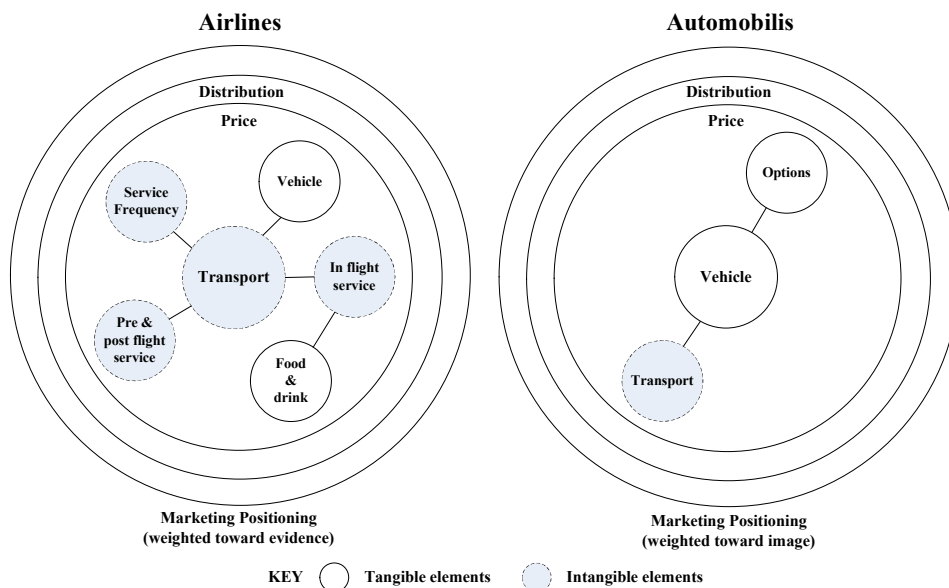 Airlines
Distribution
Price
Service
Frequency
Vehicle
Transport
In flight
service
Pre &
post flight
service
Food
&
drink
Marketing Positioning
(weighted toward evidence)
Automobilis
Distribution
Price
Options
Vehicle
Transport
Marketing Positioning
(weighted toward image)
KEY Tangible elements Intangible elements